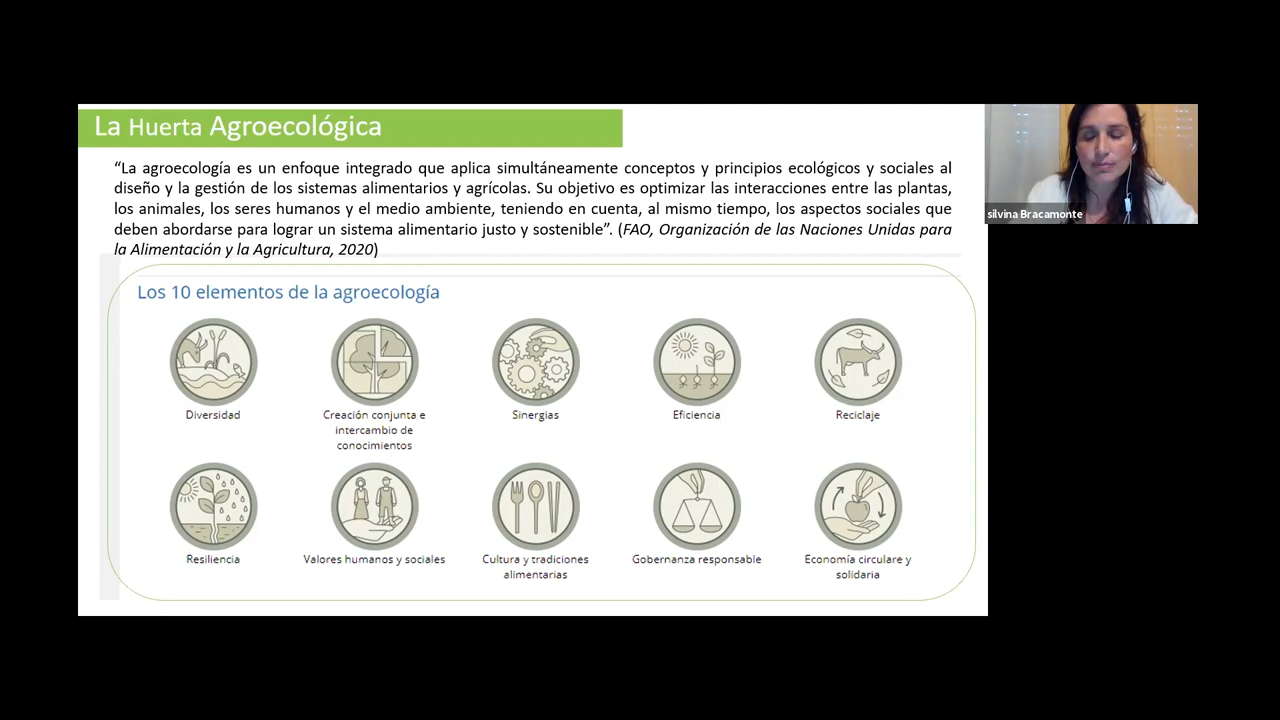 La Huerta Agroecológica
“La agroecología es un enfoque integrado que aplica simultáneamente conceptos y principios ecológicos y sociales al
diseño y la gestión de los sistemas alimentarios y agrícolas. Su objetivo es optimizar las interacciones entre las plantas,
los animales, los seres humanos y el medio ambiente, teniendo en cuenta, al mismo tiempo, los aspectos sociales que
deben abordarse para lograr un sistema alimentario justo y sostenible”. (FAO, Organización de las Naciones Unidas para
la Alimentación y la Agricultura, 2020)
silvina Bracamonte
Los 10 elementos de la agroecología
Diversidad
Creación conjunta e
intercambio de
conocimientos
Sinergias
Eficiencia
Reciclaje
Resiliencia
Valores humanos y sociales
Cultura y tradiciones
alimentarias
Gobernanza responsable
Economía circulare y
solidaria